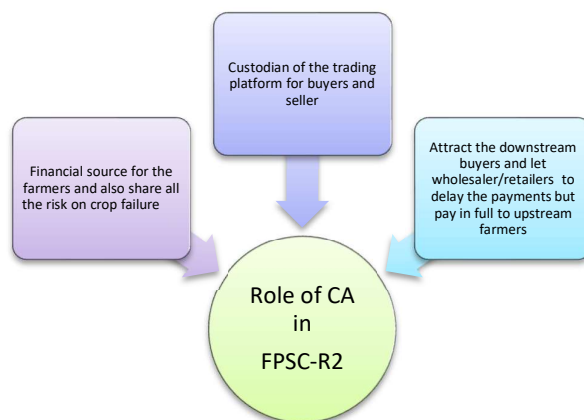 Custodian of the trading
platform for buyers and
seller
Financial source for the
farmers and also share all
the risk on crop failure
Attract the downstream
buyers and let
wholesaler/retailers to
delay the payments but
pay in full to upstream
farmers
Role of CA
in
FPSC-R2